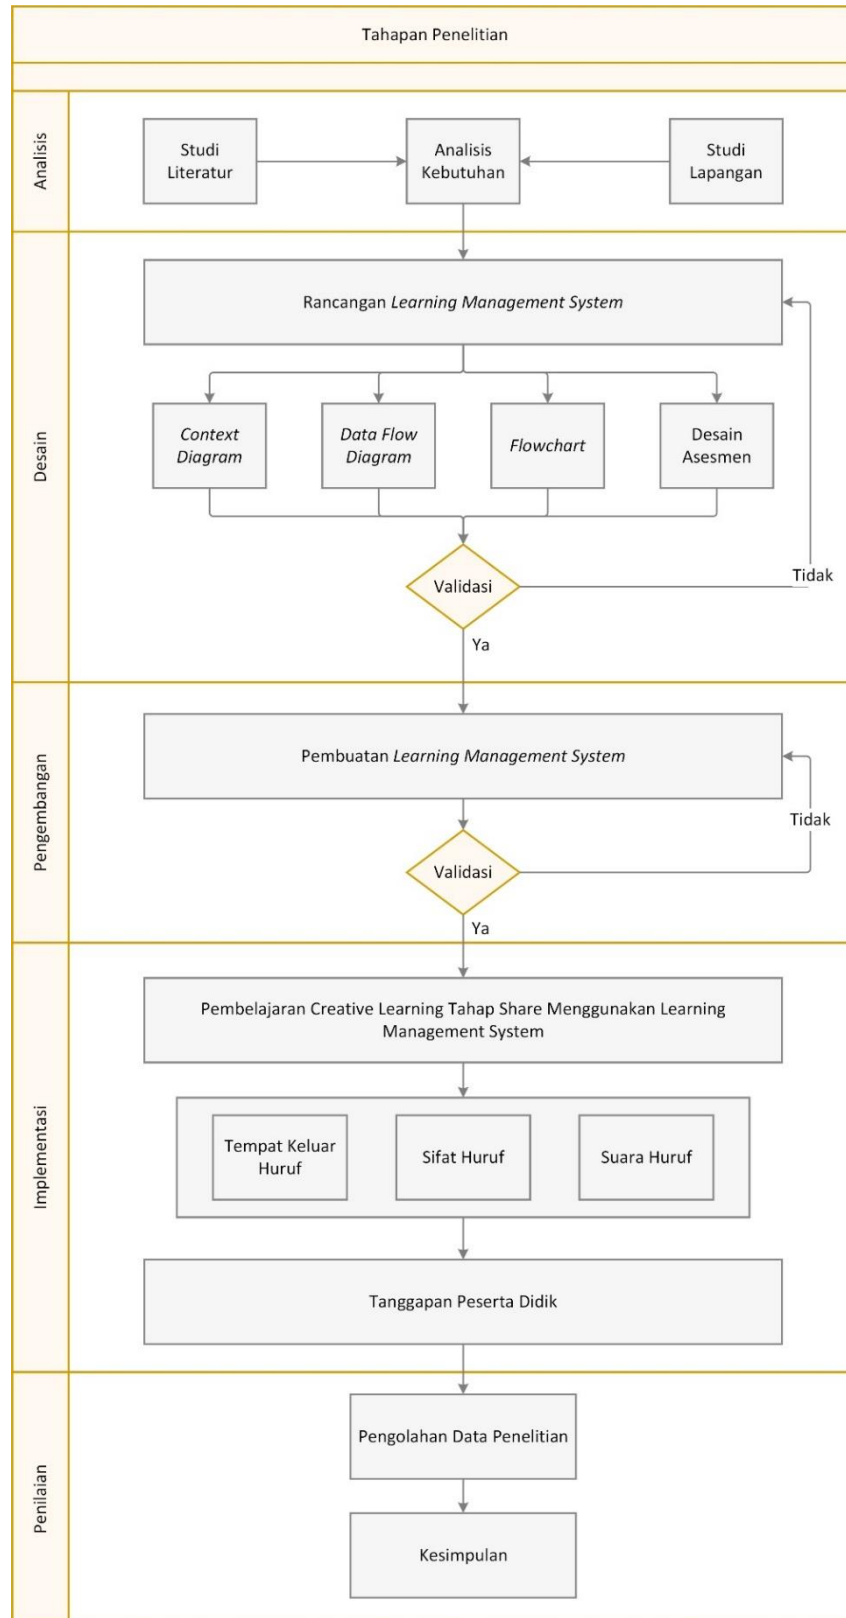 Tahapan Penelitian
Analisis
Studi
Literatur
Analisis
Kebutuhan
Studi
Lapangan
Desain
Rancangan Learning Management System
Context
Diagram
Data Flow
Diagram
Flowchart
Desain
Asesmen
Validasi
Tidak
Ya
Pengembangan
Pembuatan Learning Management System
Tidak
Validasi
Ya
Implementasi
Pembelajaran Creative Learning Tahap Share Menggunakan Learning
Management System
Tempat Keluar
Huruf
Sifat Huruf
Suara Huruf
Tanggapan Peserta Didik
Penilaian
Pengolahan Data Penelitian
Kesimpulan